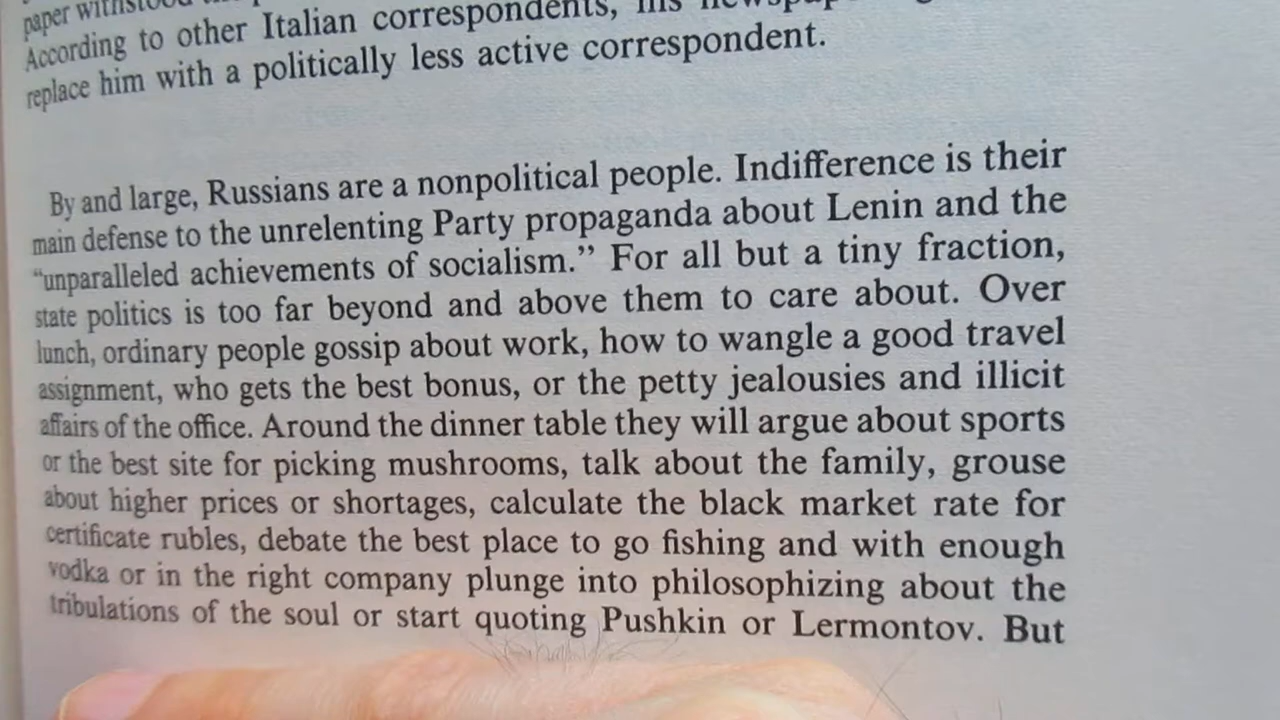 paper withstood the
According to other Italian correspondents, his
replace him with a politically less active correspondent.
By and large, Russians are a nonpolitical people. Indifference is their
main defense to the unrelenting Party propaganda about Lenin and the
“unparalleled achievements of socialism.” For all but a tiny fraction,
state politics is too far beyond and above them to care about. Over
lunch, ordinary people gossip about work, how to wangle a good travel
assignment, who gets the best bonus, or the petty jealousies and illicit
affairs of the office. Around the dinner table they will argue about sports
or the best site for picking mushrooms, talk about the family, grouse
about higher prices or shortages, calculate the black market rate for
certificate rubles, debate the best place to go fishing and with enough
vodka or in the right company plunge into philosophizing about the
tribulations of the soul or start quoting Pushkin or Lermontov. But